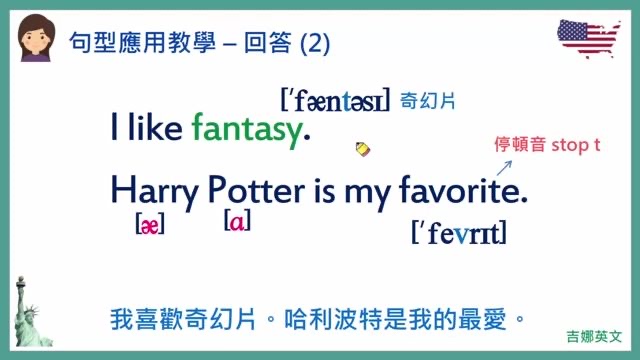 句型應用教學 – 回答 (2)
[ˈfæntəsɪ] 奇幻片
I like fantasy.
停頓音 stop t
Harry Potter is my favorite.
[æ] [ɑ] [ˈfevrɪt]
我喜歡奇幻片。哈利波特是我的最愛。
吉娜英文